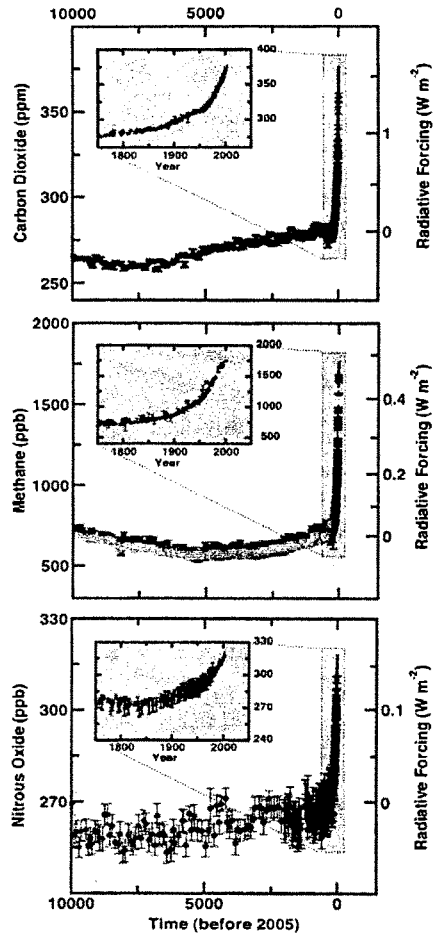 10000 5000 0
Carbon Dioxide (ppm)
350
300
250
400
350
300
1800 1900 2000
Year
1
0
Radiative Forcing (W m⁻²)
Methane (ppb)
2000
1500
1000
500
2000
1500
1000
500
1800 1900 2000
Year
0.4
0.2
0
Radiative Forcing (W m⁻²)
Nitrous Oxide (ppb)
330
300
270
330
300
270
240
1800 1900 2000
Year
0.1
0
Radiative Forcing (W m⁻²)
10000 5000 0
Time (before 2005)